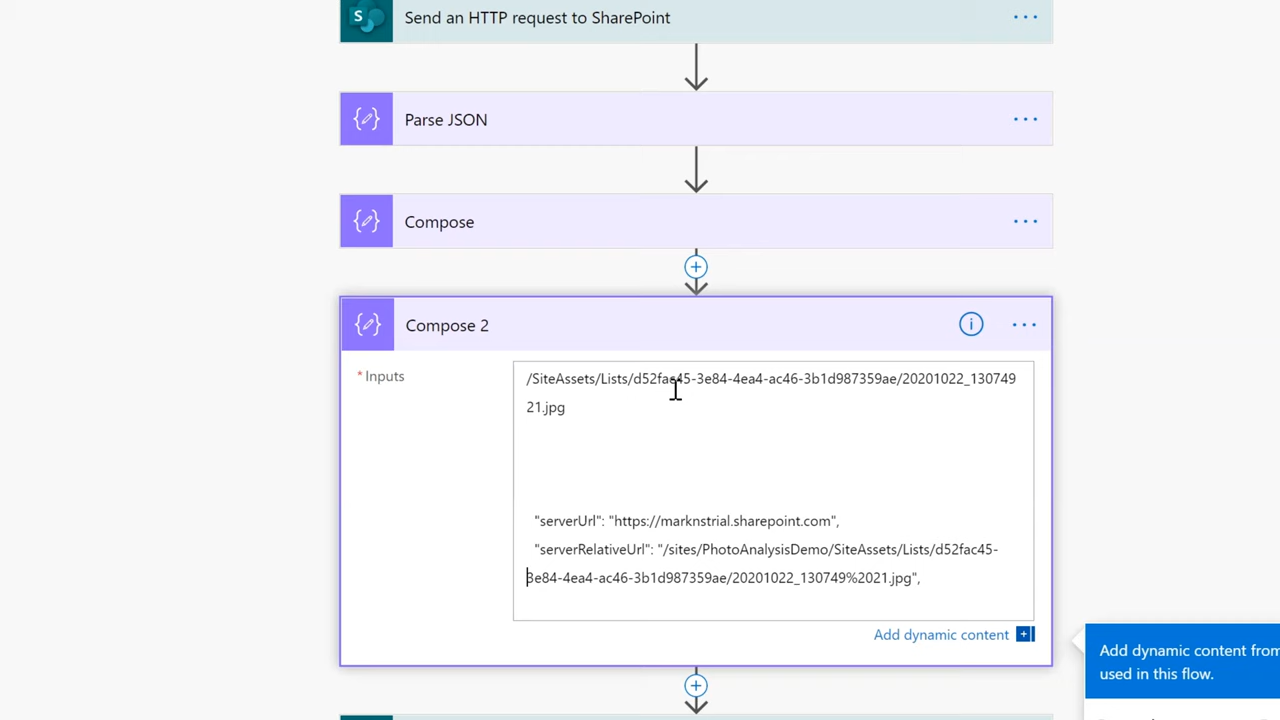 Send an HTTP request to SharePoint
Parse JSON
Compose
Compose 2
* Inputs
/SiteAssets/Lists/d52fac45-3e84-4ea4-ac46-3b1d987359ae/20201022_130749
21.jpg
"serverUrl": "https://marknstrial.sharepoint.com",
"serverRelativeUrl": "/sites/PhotoAnalysisDemo/SiteAssets/Lists/d52fac45-
3e84-4ea4-ac46-3b1d987359ae/20201022_130749%2021.jpg",
Add dynamic content
Add dynamic content from
used in this flow.